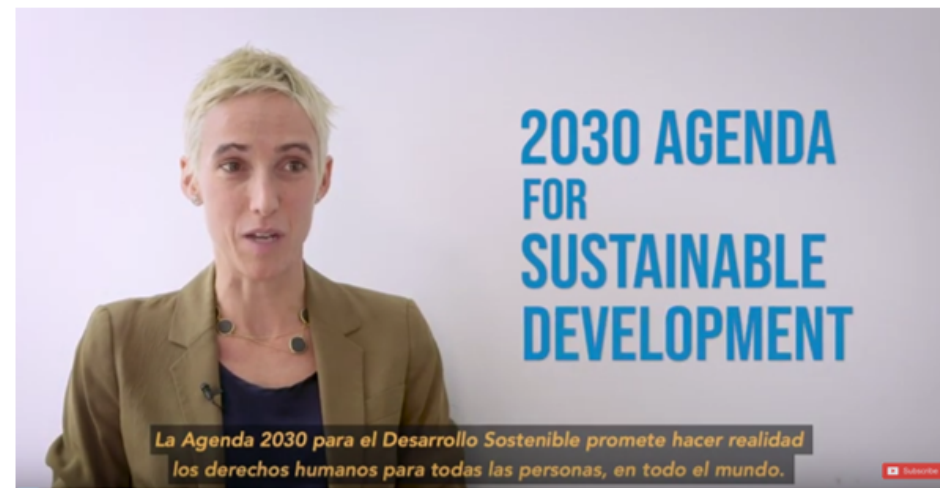 2030 AGENDA
FOR
SUSTAINABLE
DEVELOPMENT
La Agenda 2030 para el Desarrollo Sostenible promete hacer realidad
los derechos humanos para todas las personas, en todo el mundo.
Subscribe